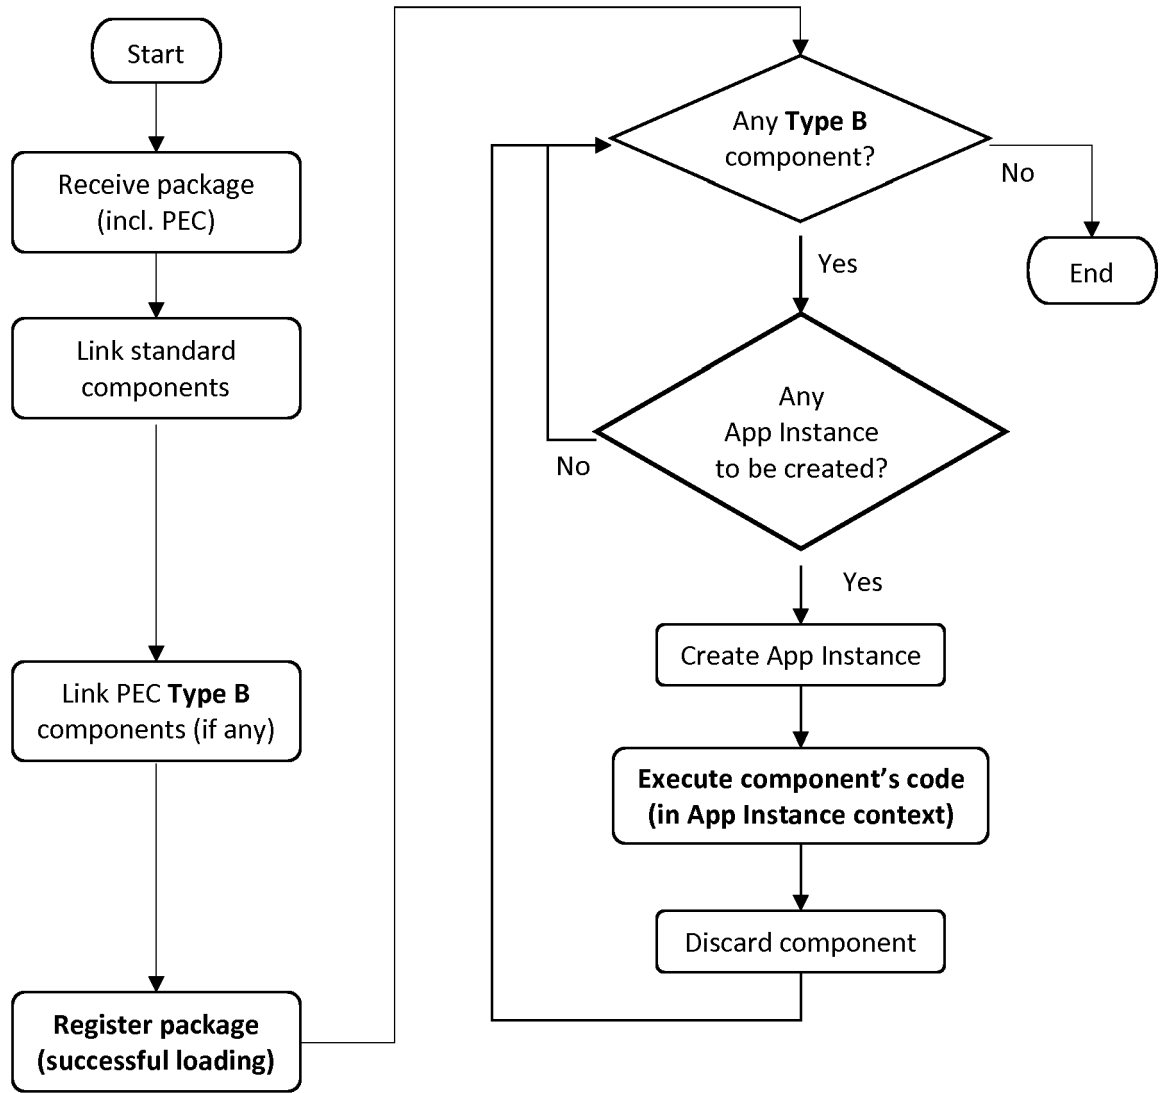 Start
Receive package
(incl. PEC)
Link standard
components
Link PEC Type B
components (if any)
Register package
(successful loading)
Any Type B
component?
No
End
Yes
Any
App Instance
to be created?
No
Yes
Create App Instance
Execute component’s code
(in App Instance context)
Discard component